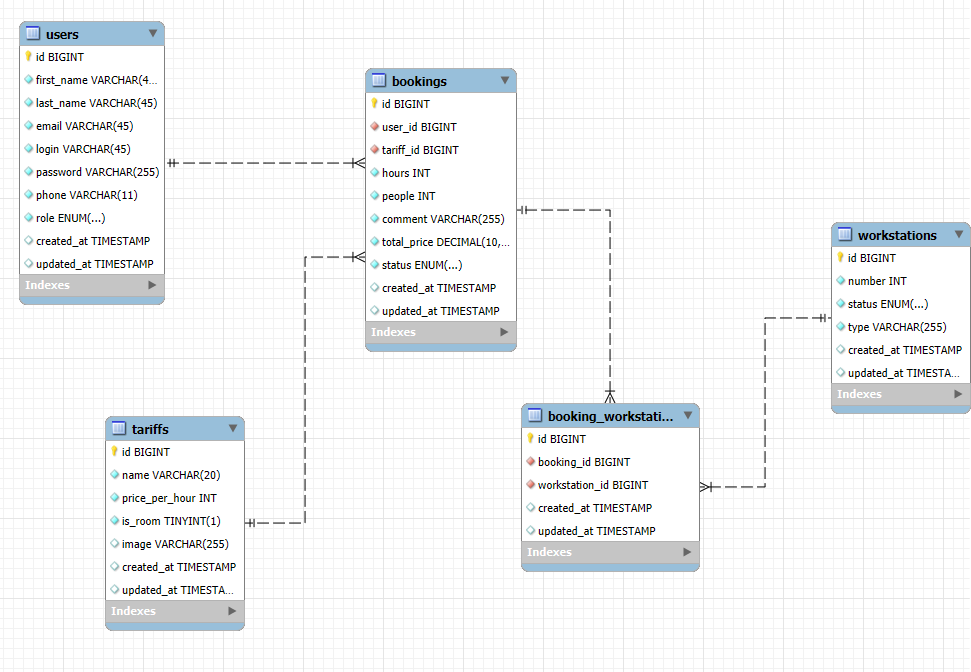 users
id BIGINT
first_name VARCHAR(4...
last_name VARCHAR(45)
email VARCHAR(45)
login VARCHAR(45)
password VARCHAR(255)
phone VARCHAR(11)
role ENUM(...)
created_at TIMESTAMP
updated_at TIMESTAMP
Indexes
bookings
id BIGINT
user_id BIGINT
tariff_id BIGINT
hours INT
people INT
comment VARCHAR(255)
total_price DECIMAL(10,...
status ENUM(...)
created_at TIMESTAMP
updated_at TIMESTAMP
Indexes
workstations
id BIGINT
number INT
status ENUM(...)
type VARCHAR(255)
created_at TIMESTAMP
updated_at TIMESTA...
Indexes
tariffs
id BIGINT
name VARCHAR(20)
price_per_hour INT
is_room TINYINT(1)
image VARCHAR(255)
created_at TIMESTAMP
updated_at TIMESTA...
Indexes
booking_workstati...
id BIGINT
booking_id BIGINT
workstation_id BIGINT
created_at TIMESTAMP
updated_at TIMESTAMP
Indexes